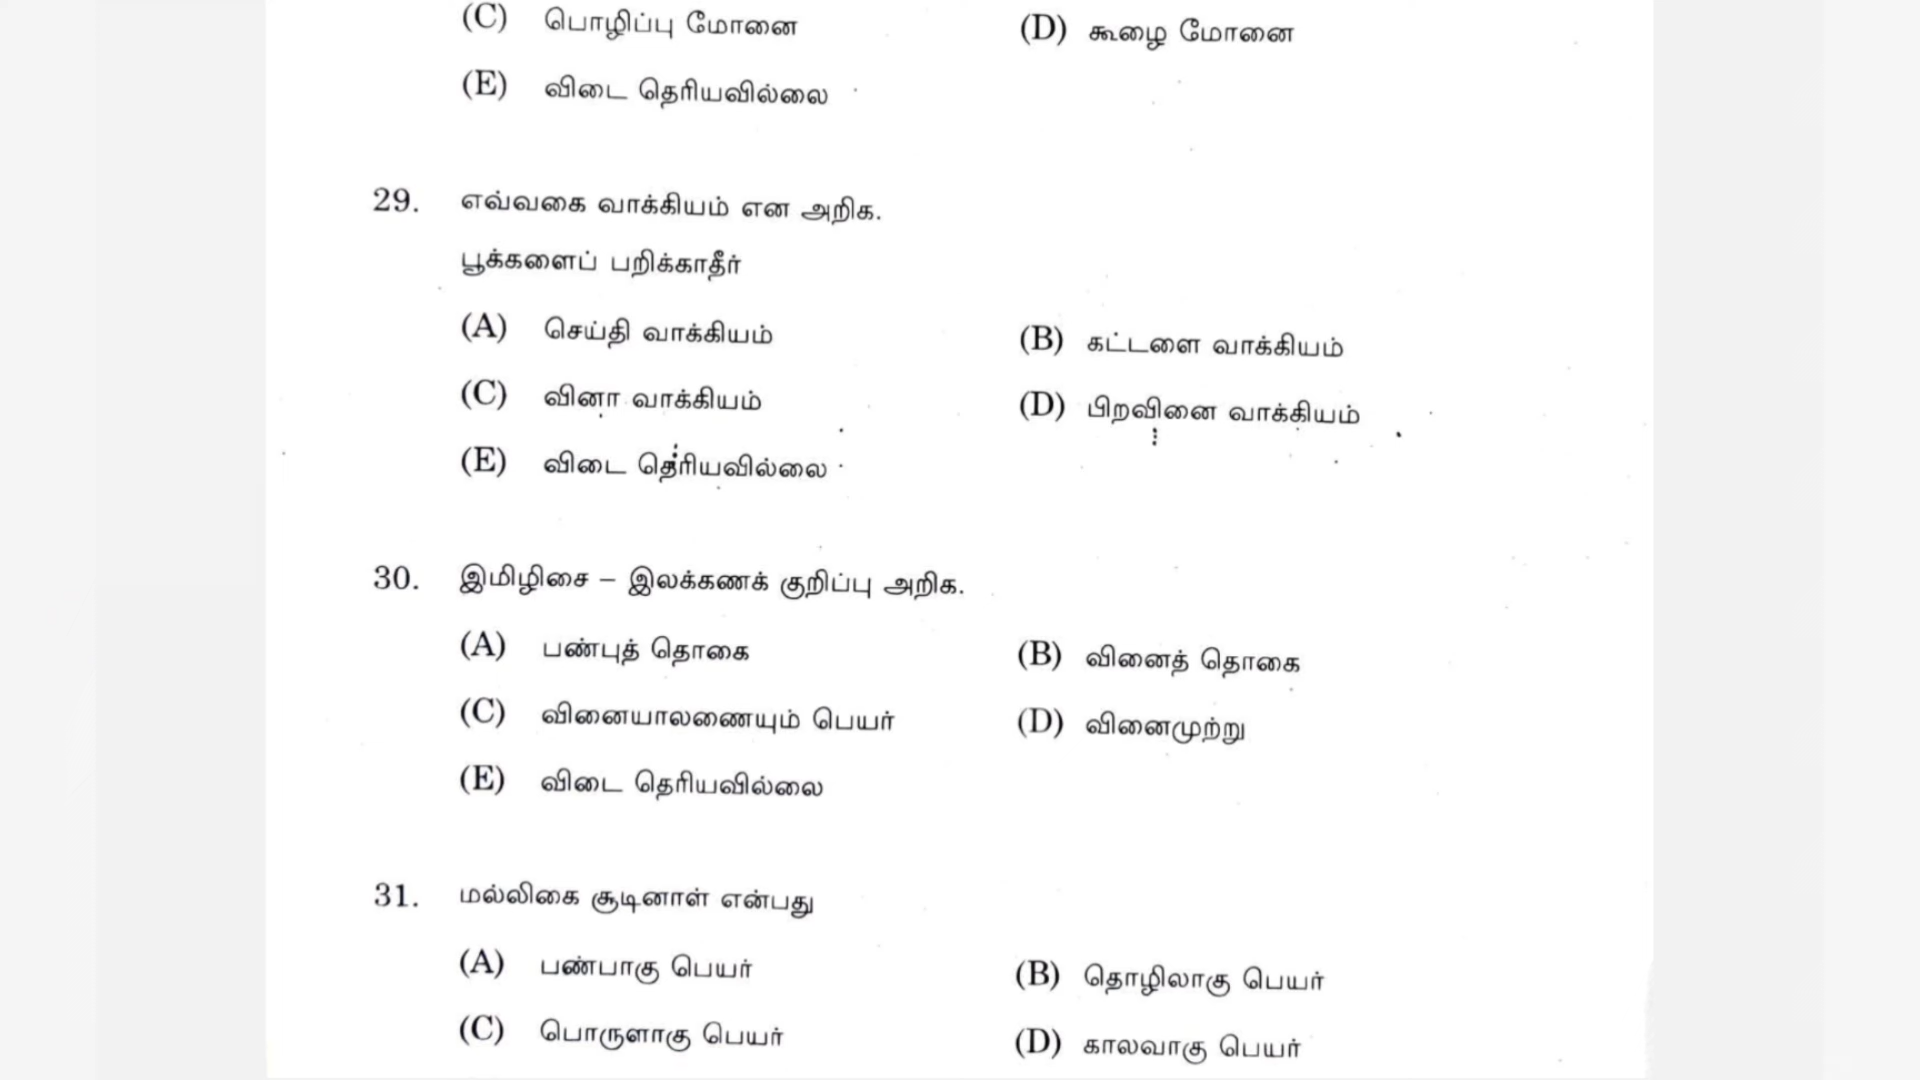 (C) பொழிப்பு மோனை (D) கூழை மோனை
(E) விடை தெரியவில்லை
29. எவ்வகை வாக்கியம் என அறிக.
பூக்களைப் பறிக்காதீர்
(A) செய்தி வாக்கியம் (B) கட்டளை வாக்கியம்
(C) வினா வாக்கியம் (D) பிறவினை வாக்கியம்
(E) விடை தெரியவில்லை
30. இமிழிசை – இலக்கணக் குறிப்பு அறிக.
(A) பண்புத் தொகை (B) வினைத் தொகை
(C) வினையாலணையும் பெயர் (D) வினைமுற்று
(E) விடை தெரியவில்லை
31. மல்லிகை சூடினாள் என்பது
(A) பண்பாகு பெயர் (B) தொழிலாகு பெயர்
(C) பொருளாகு பெயர் (D) காலவாகு பெயர்